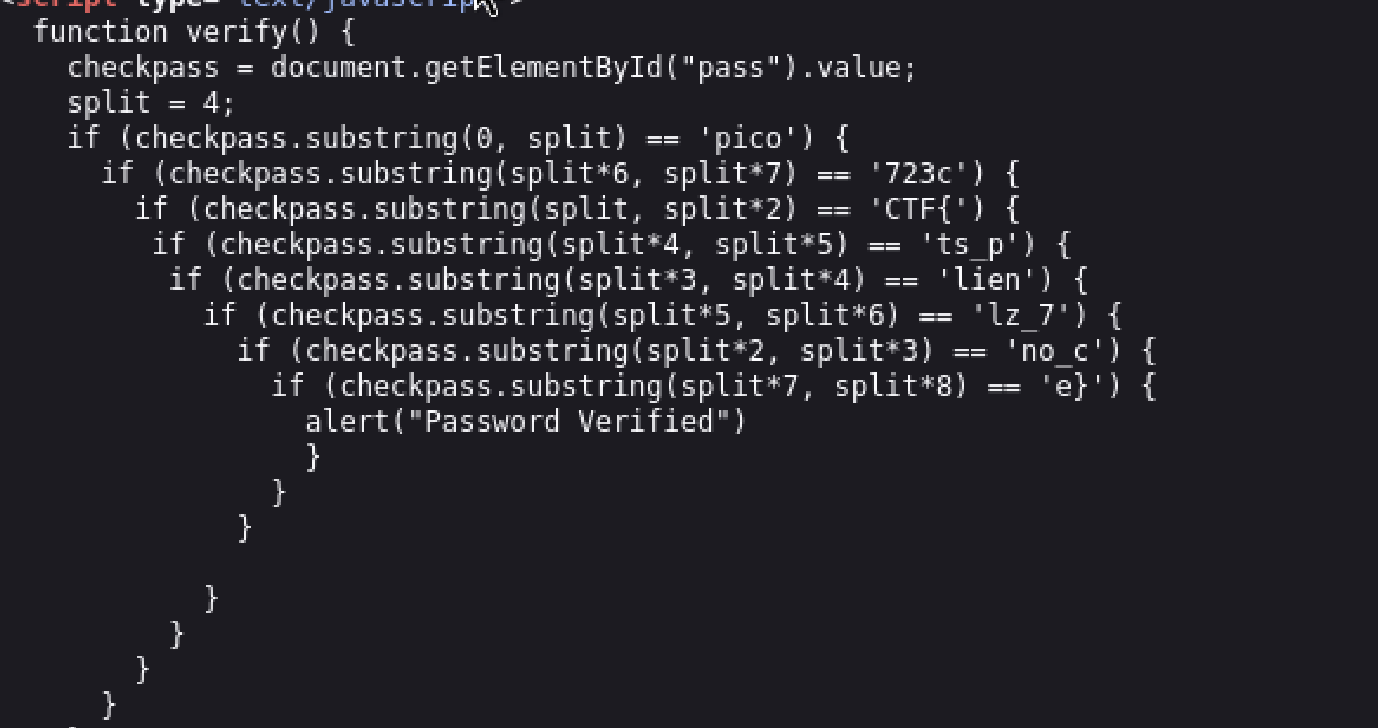 <script type="text/javascript">
function verify() {
checkpass = document.getElementById("pass").value;
split = 4;
if (checkpass.substring(0, split) == 'pico') {
if (checkpass.substring(split*6, split*7) == '723c') {
if (checkpass.substring(split, split*2) == 'CTF{') {
if (checkpass.substring(split*4, split*5) == 'ts_p') {
if (checkpass.substring(split*3, split*4) == 'lien') {
if (checkpass.substring(split*5, split*6) == 'lz_7') {
if (checkpass.substring(split*2, split*3) == 'no_c') {
if (checkpass.substring(split*7, split*8) == 'e}') {
alert("Password Verified")
}
}
}
}
}
}
}